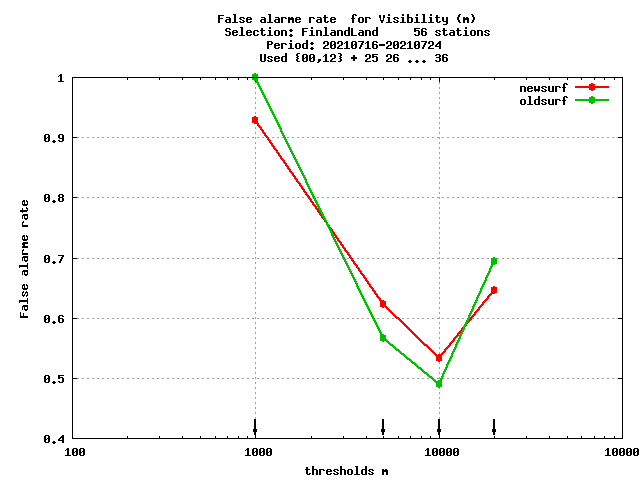 False alarme rate  for Visibility (m)
Selection: FinlandLand     56 stations
Period: 20210716-20210724
Used {00,12} + 25 26 ... 36
newsurf
oldsurf
1
0.9
0.8
0.7
0.6
0.5
0.4
False alarme rate
100 1000 10000 10000
thresholds m